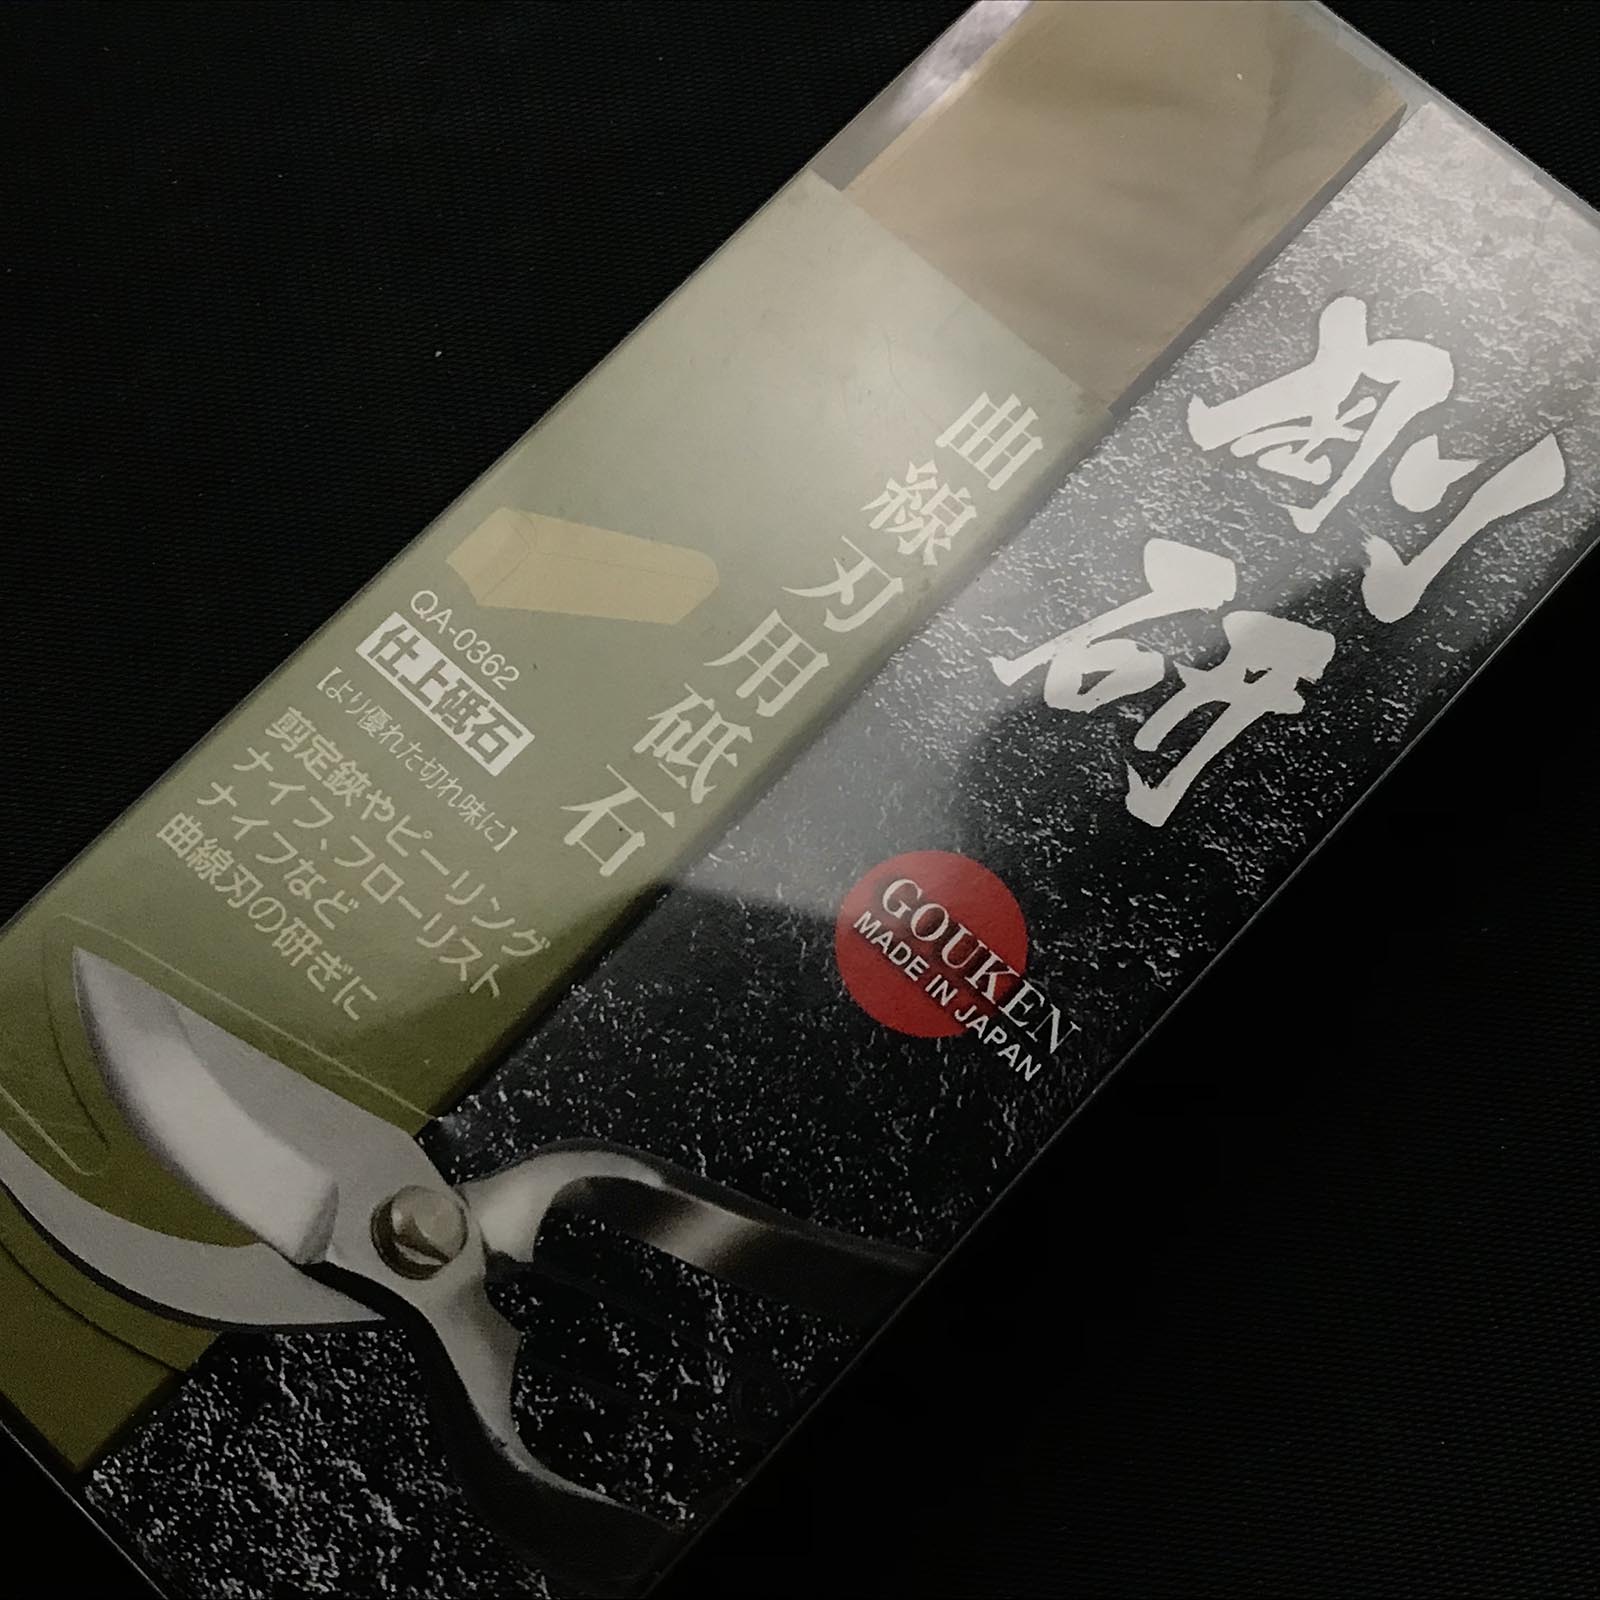 剛研
GOUKEN
MADE IN JAPAN
曲線刃用砥石
QA-0362
仕上砥石
【より優れた切れ味に】
剪定鋏やピーリング
ナイフ、フローリスト
ナイフなど
曲線刃の研ぎに